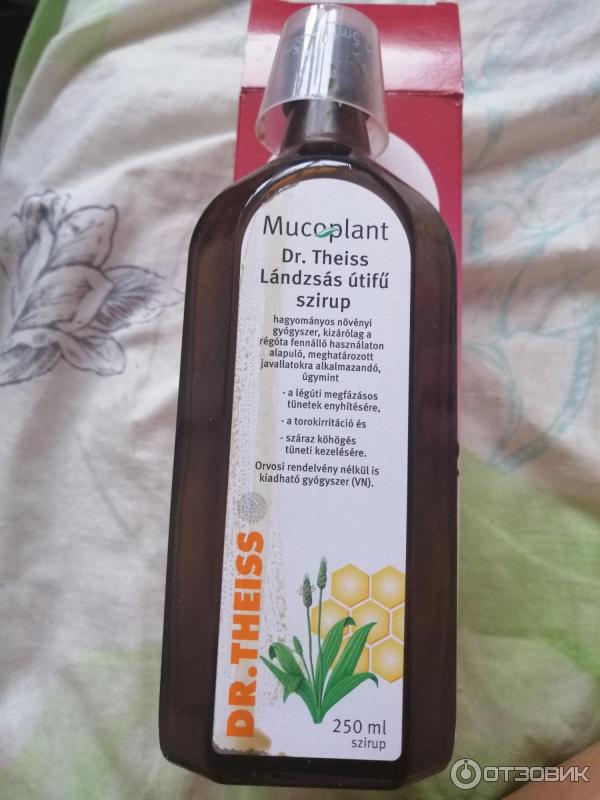 Mucoplant
Dr. Theiss
Lándzsás útifű
szirup
hagyományos növényi
gyógyszer, kizárólag a
régóta fennálló használaton
alapuló, meghatározott
javallatokra alkalmazandó,
úgymint
- a légúti megfázásos
tünetek enyhítésére,
- a torokirritáció és
- száraz köhögés
tüneti kezelésére.
Orvosi rendelvény nélkül is
kiadható gyógyszer (VN).
DR. THEISS
250 ml
szirup
ОТЗОВИК